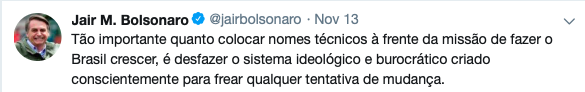 Jair M. Bolsonaro @jairbolsonaro · Nov 13
Tão importante quanto colocar nomes técnicos à frente da missão de fazer o
Brasil crescer, é desfazer o sistema ideológico e burocrático criado
conscientemente para frear qualquer tentativa de mudança.